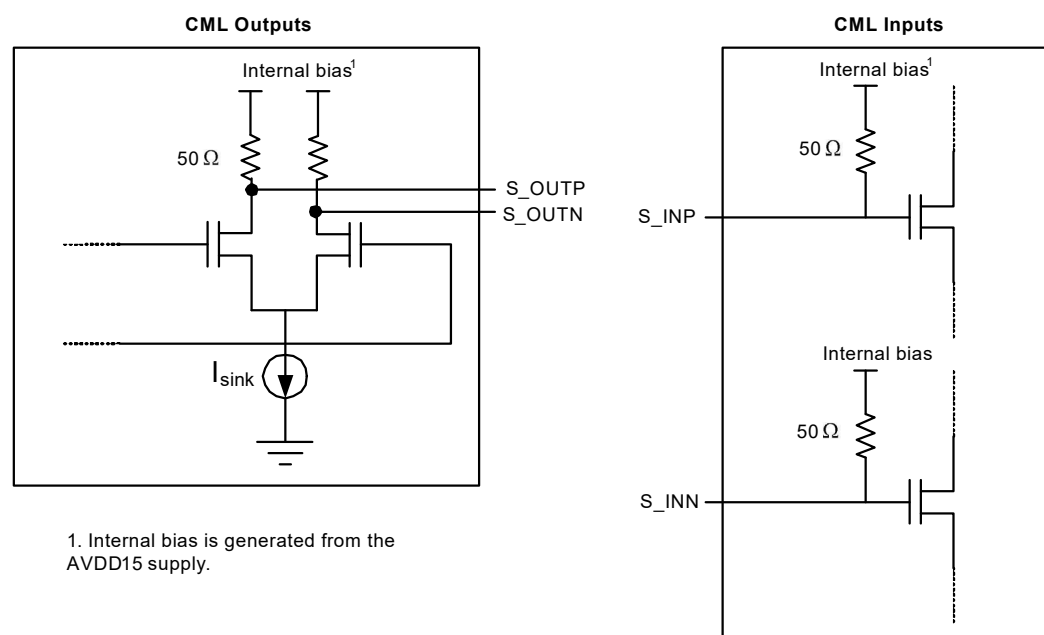 CML Outputs
Internal bias¹
50 Ω
S_OUTP
S_OUTN
Isink
1. Internal bias is generated from the
AVDD15 supply.
CML Inputs
Internal bias¹
50 Ω
S_INP
Internal bias
50 Ω
S_INN